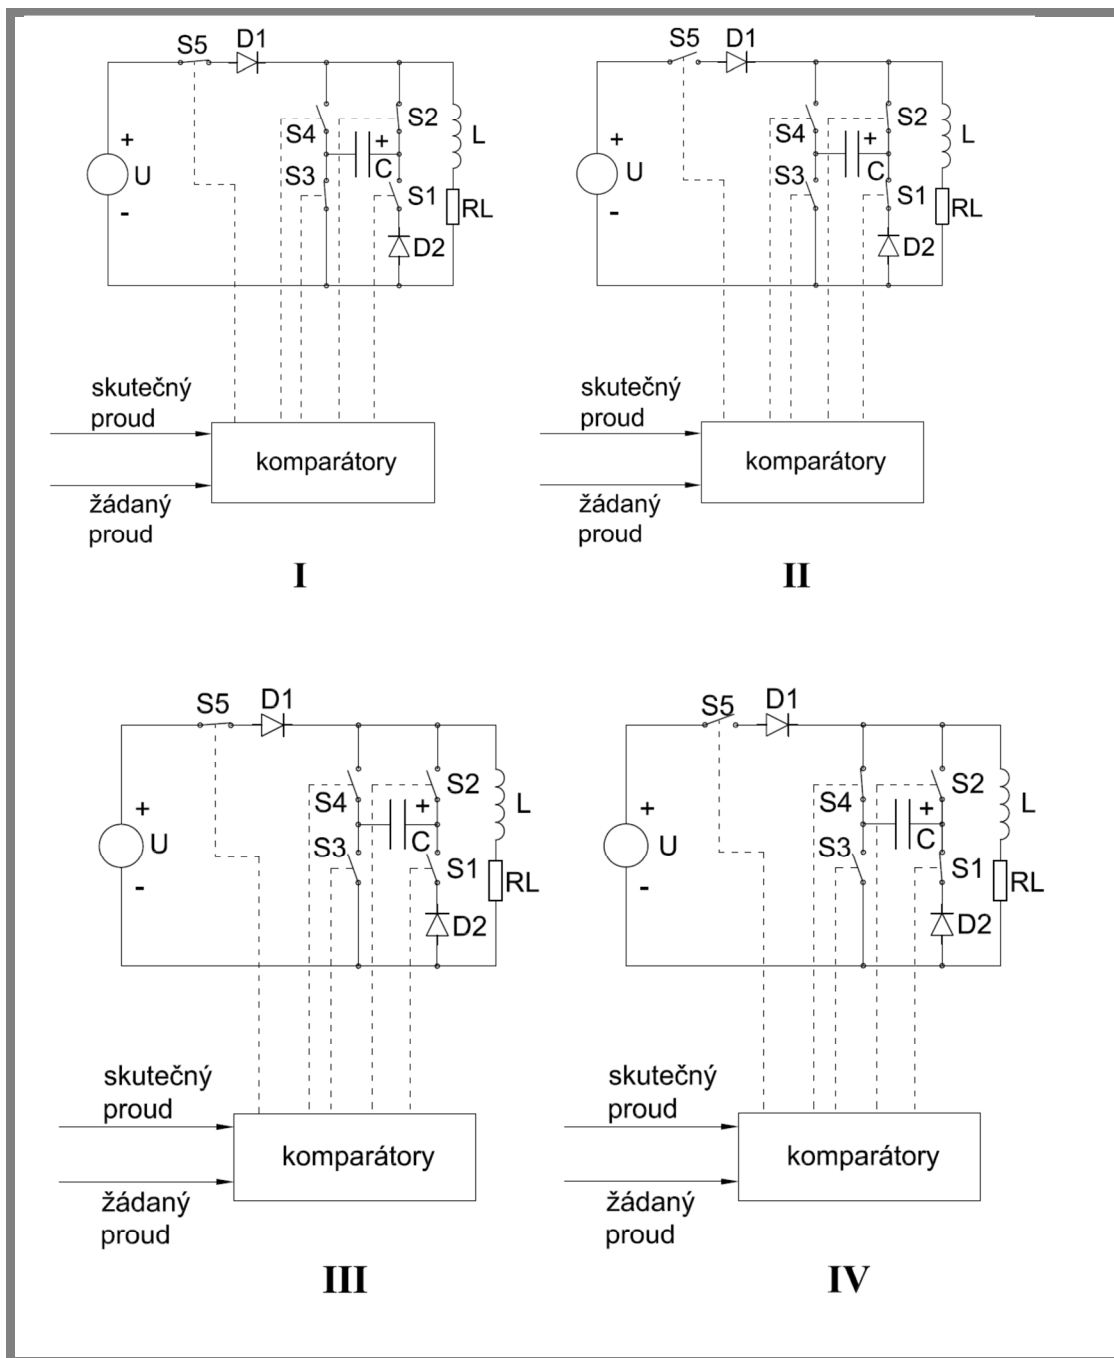 S5 D1
S4
S2
L
+
U
-
+
C
S3
S1
RL
D2
skutečný
proud
komparátory
žádaný
proud
I
S5 D1
S4
S2
L
+
U
-
+
C
S3
S1
RL
D2
skutečný
proud
komparátory
žádaný
proud
II
S5 D1
S4
S2
L
+
U
-
+
C
S3
S1
RL
D2
skutečný
proud
komparátory
žádaný
proud
III
S5 D1
S4
S2
L
+
U
-
+
C
S3
S1
RL
D2
skutečný
proud
komparátory
žádaný
proud
IV